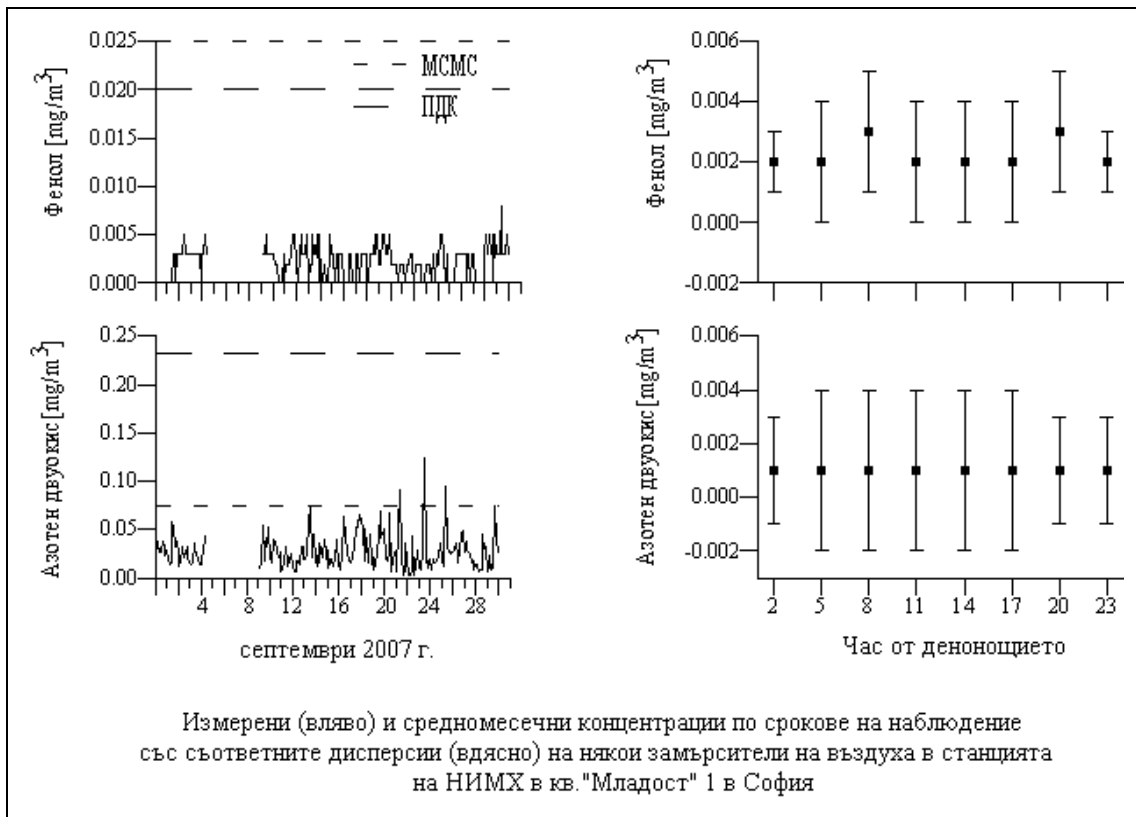 0.025
0.020
0.015
0.010
0.005
0.000
Фенол [mg/m³]
МСМС
ПДК
0.006
0.004
0.002
0.000
-0.002
Фенол [mg/m³]
0.25
0.20
0.15
0.10
0.05
0.00
Азотен двуокис[mg/m³]
4 8 12 16 20 24 28
септември 2007 г.
0.006
0.004
0.002
0.000
-0.002
Азотен двуокис [mg/m³]
2 5 8 11 14 17 20 23
Час от денонощието
Измерени (вляво) и средномесечни концентрации по срокове на наблюдение
със съответните дисперсии (вдясно) на някои замърсители на въздуха в станцията
на НИМХ в кв."Младост" 1 в София